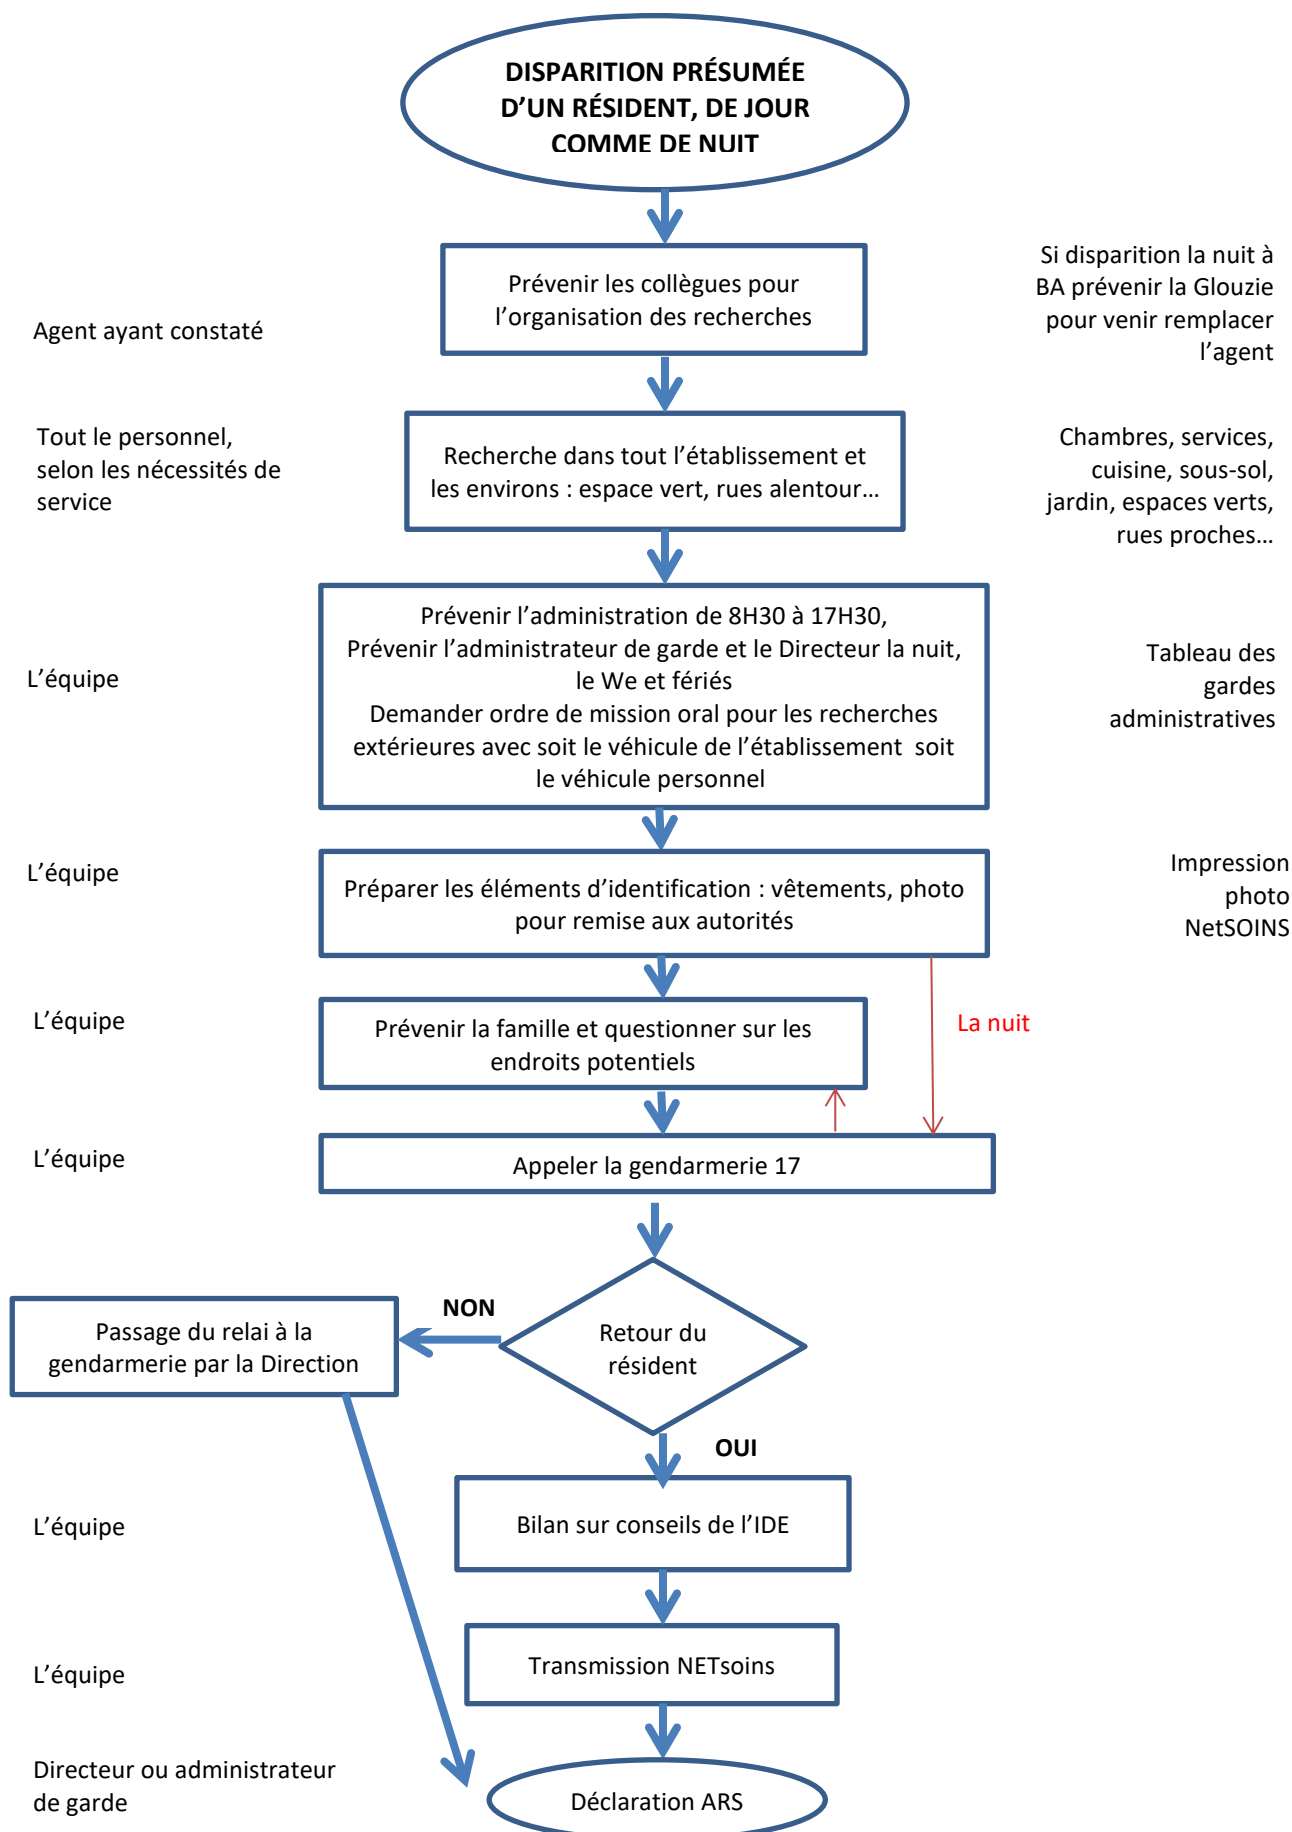 DISPARITION PRÉSUMÉE
D’UN RÉSIDENT, DE JOUR
COMME DE NUIT
Prévenir les collègues pour
l’organisation des recherches
Agent ayant constaté
Si disparition la nuit à
BA prévenir la Glouzie
pour venir remplacer
l’agent
Tout le personnel,
selon les nécessités de
service
Recherche dans tout l’établissement et
les environs : espace vert, rues alentour…
Chambres, services,
cuisine, sous-sol,
jardin, espaces verts,
rues proches…
L’équipe
Prévenir l’administration de 8H30 à 17H30,
Prévenir l’administrateur de garde et le Directeur la nuit,
le We et fériés
Demander ordre de mission oral pour les recherches
extérieures avec soit le véhicule de l’établissement soit
le véhicule personnel
Tableau des
gardes
administratives
L’équipe
Préparer les éléments d’identification : vêtements, photo
pour remise aux autorités
Impression
photo
NetSOINS
L’équipe
Prévenir la famille et questionner sur les
endroits potentiels
La nuit
L’équipe
Appeler la gendarmerie 17
NON
Passage du relai à la
gendarmerie par la Direction
Retour du
résident
OUI
L’équipe
Bilan sur conseils de l’IDE
L’équipe
Transmission NETsoins
Directeur ou administrateur
de garde
Déclaration ARS